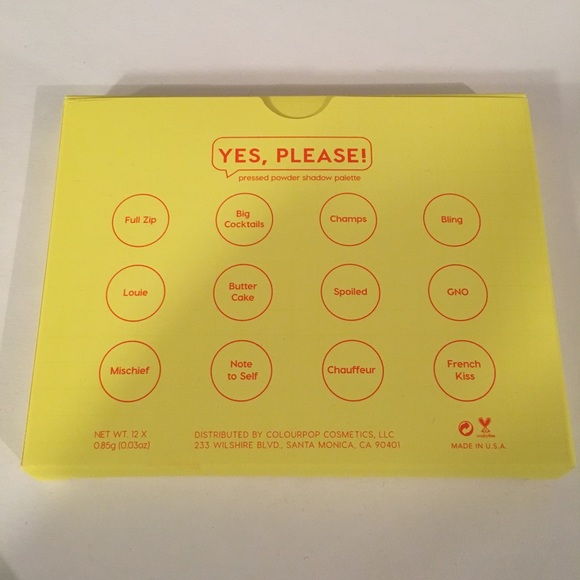 YES, PLEASE!
pressed powder shadow palette
Full Zip
Big
Cocktails
Champs
Bling
Louie
Butter
Cake
Spoiled
GNO
Mischief
Note
to Self
Chauffeur
French
Kiss
NET WT. 12 X
0.85g (0.03oz)
DISTRIBUTED BY COLOURPOP COSMETICS, LLC
233 WILSHIRE BLVD., SANTA MONICA, CA 90401
MADE IN U.S.A.